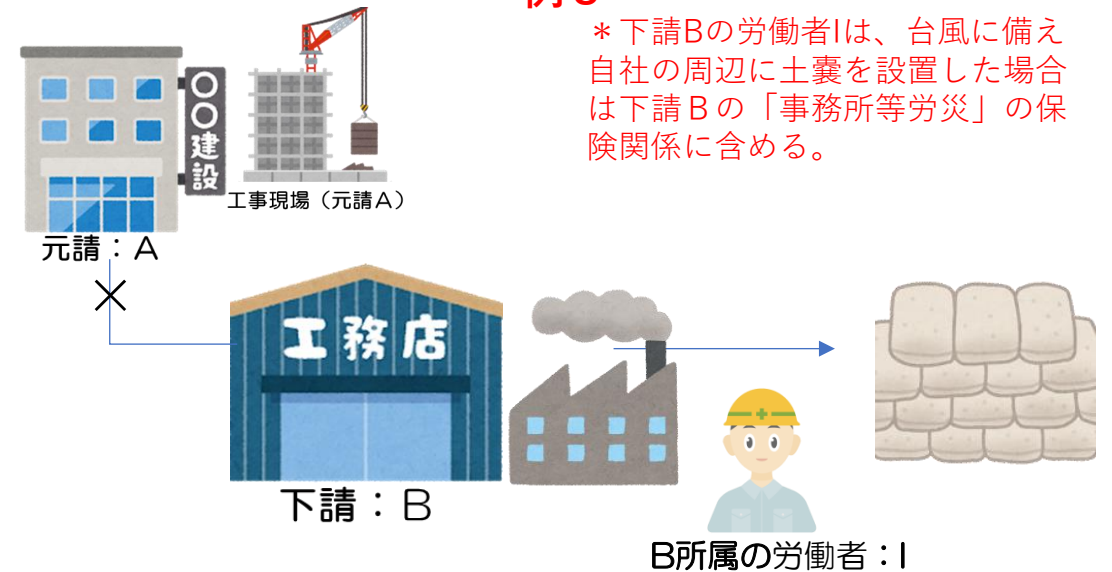 ＊下請Bの労働者Iは、台風に備え
自社の周辺に土嚢を設置した場合
は下請Ｂの「事務所等労災」の保
険関係に含める。
〇〇建設
工事現場（元請Ａ）
元請：Ａ
工務店
下請：Ｂ
B所属の労働者：I